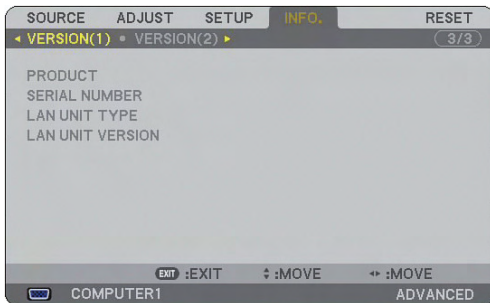 SOURCE ADJUST SETUP INFO. RESET
VERSION(1) VERSION(2) 3/3
PRODUCT
SERIAL NUMBER
LAN UNIT TYPE
LAN UNIT VERSION
EXIT :EXIT :MOVE :MOVE
COMPUTER1 ADVANCED